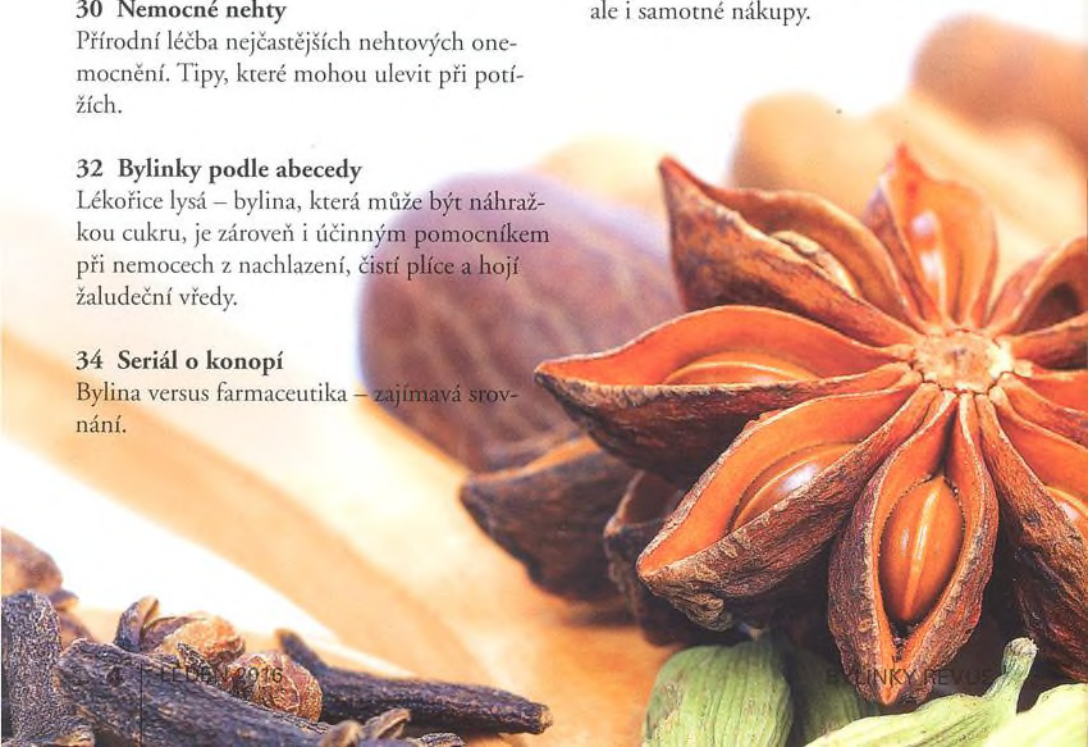 30 Nemocné nehty
Přírodní léčba nejčastějších nehtových one-
mocnění. Tipy, které mohou ulevit při potí-
žích.
32 Bylinky podle abecedy
Lékořice lysá – bylina, která může být náhraž-
kou cukru, je zároveň i účinným pomocníkem
při nemocech z nachlazení, čistí plíce a hojí
žaludeční vředy.
34 Seriál o konopí
Bylina versus farmaceutika – zajímavá srov-
nání.
ale i samotné nákupy.
4 LEDEN 2016
BYLINKY REVUE